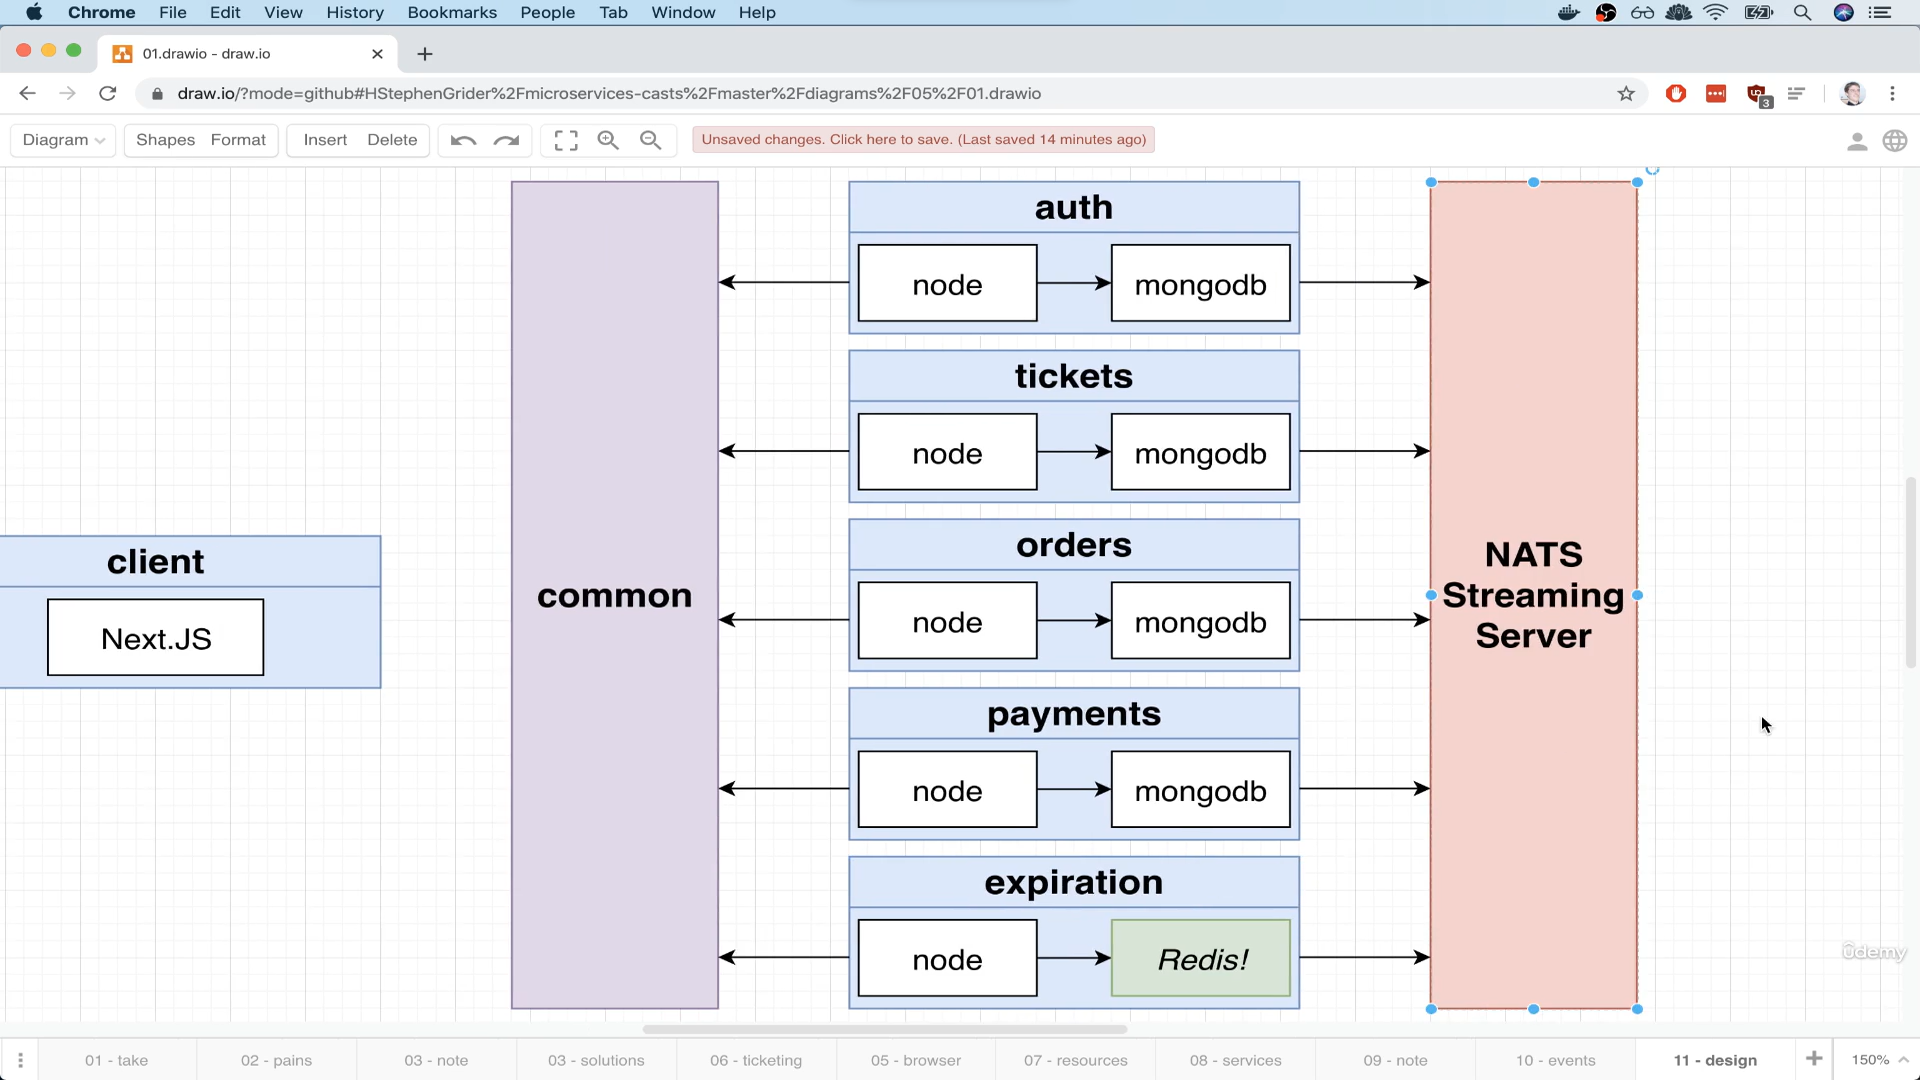 Chrome File Edit View History Bookmarks People Tab Window Help
01.drawio - draw.io
draw.io/?mode=github#HStephenGrider%2Fmicroservices-casts%2Fmaster%2Fdiagrams%2F05%2F01.drawio
3
Diagram Shapes Format Insert Delete Unsaved changes. Click here to save. (Last saved 14 minutes ago)
auth
node mongodb
tickets
node mongodb
orders
node mongodb
payments
node mongodb
expiration
node Redis!
client
Next.JS
common
NATS
Streaming
Server
ûdemy
01 - take 02 - pains 03 - note 03 - solutions 06 - ticketing 05 - browser 07 - resources 08 - services 09 - note 10 - events 11 - design 150%